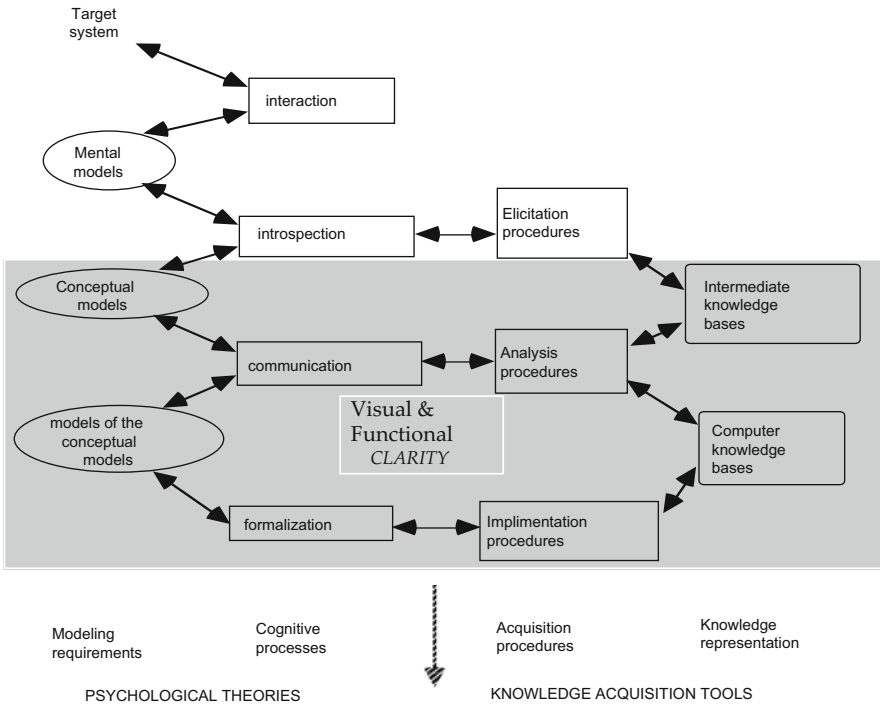 Target
system
interaction
Mental
models
introspection
Elicitation
procedures
Conceptual
models
Intermediate
knowledge
bases
communication
Analysis
procedures
models of the
conceptual
models
Visual &
Functional
CLARITY
Computer
knowledge
bases
formalization
Implimentation
procedures
Modeling
requirements
Cognitive
processes
Acquisition
procedures
Knowledge
representation
PSYCHOLOGICAL THEORIES
KNOWLEDGE ACQUISITION TOOLS